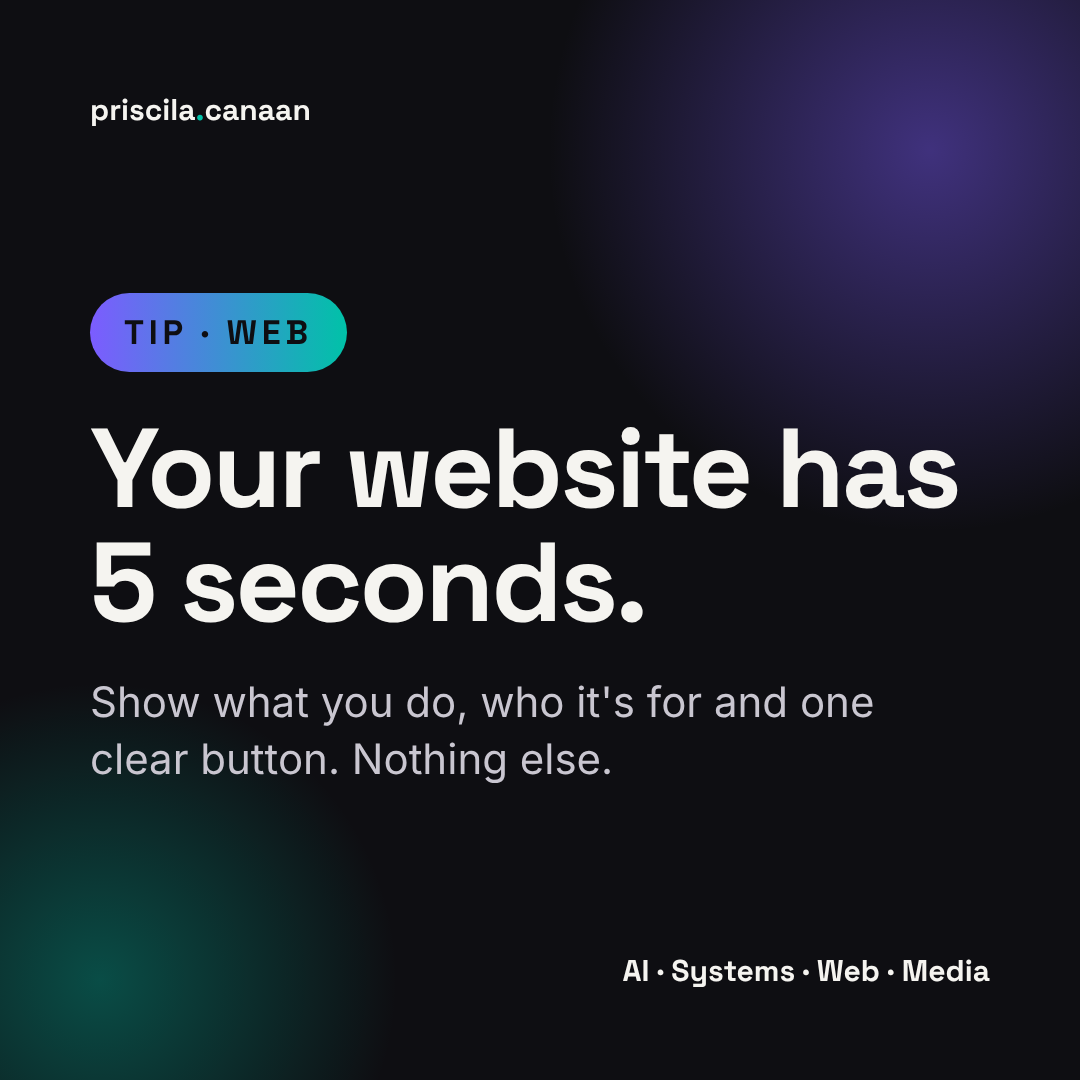 priscila.canaan
TIP · WEB
Your website has
5 seconds.
Show what you do, who it's for and one
clear button. Nothing else.
AI · Systems · Web · Media